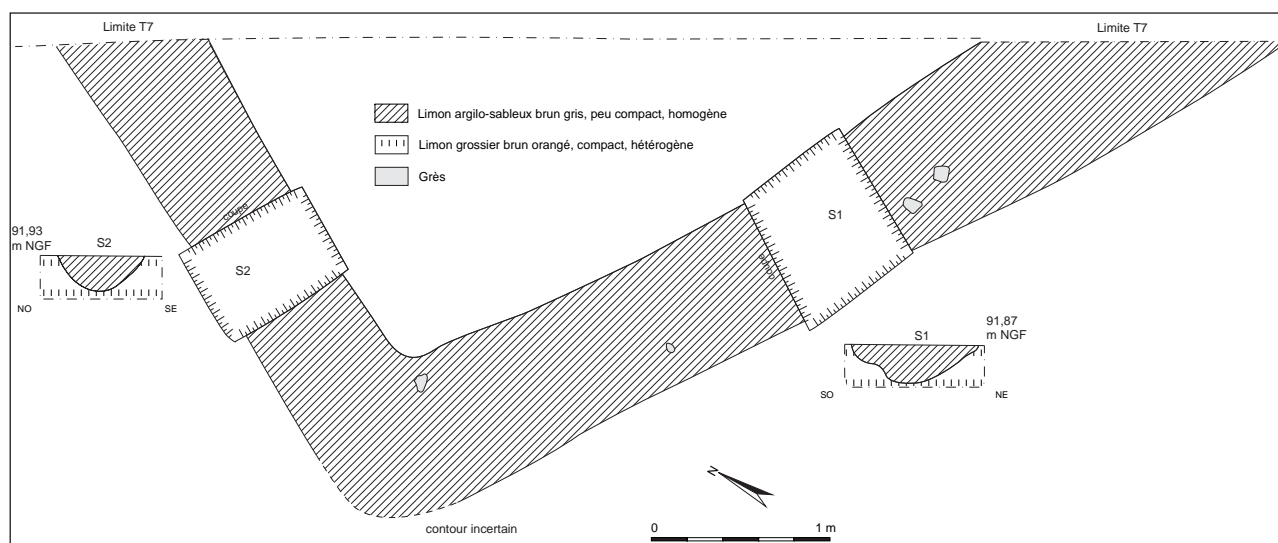 Limite T7
Limite T7
Limon argilo-sableux brun gris, peu compact, homogène
Limon grossier brun orangé, compact, hétérogène
Grès
coupe
S1
S2
coupe
91,93
m NGF
S2
NO
SE
91,87
m NGF
S1
SO
NE
N
contour incertain
0
1 m